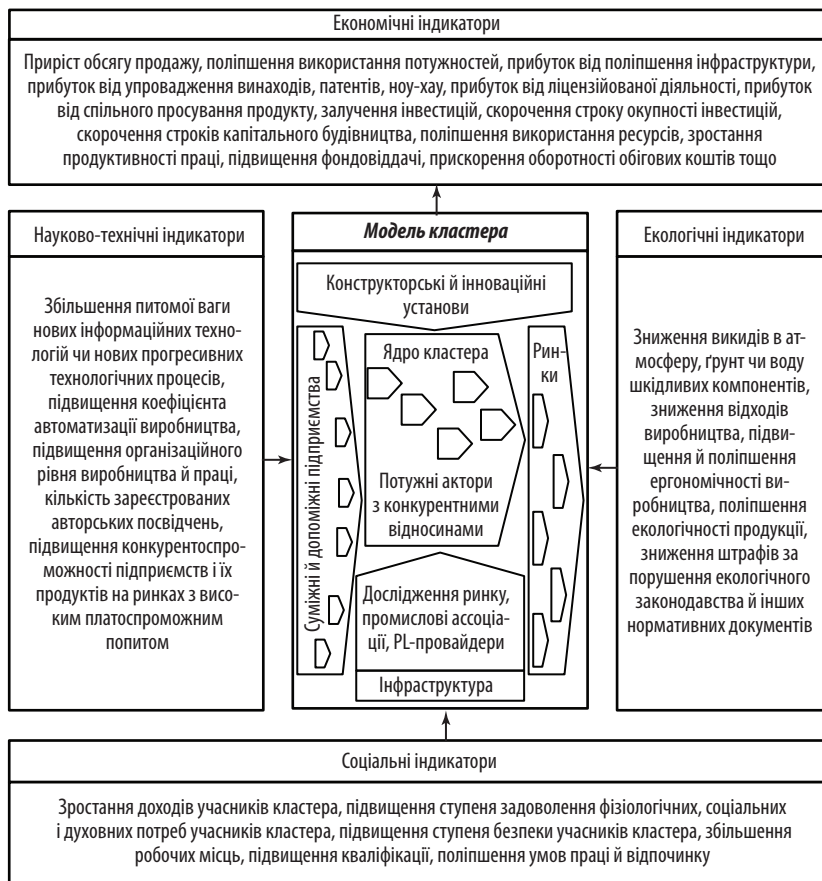 Економічні індикатори
Приріст обсягу продажу, поліпшення використання потужностей, прибуток від поліпшення інфраструктури,
прибуток від упровадження винаходів, патентів, ноу-хау, прибуток від ліцензійованої діяльності, прибуток
від спільного просування продукту, залучення інвестицій, скорочення строку окупності інвестицій,
скорочення строків капітального будівництва, поліпшення використання ресурсів, зростання
продуктивності праці, підвищення фондовіддачі, прискорення оборотності обігових коштів тощо
Науково-технічні індикатори
Збільшення питомої ваги
нових інформаційних техно-
логій чи нових прогресивних
технологічних процесів,
підвищення коефіцієнта
автоматизації виробництва,
підвищення організаційного
рівня виробництва й праці,
кількість зареєстрованих
авторських посвідчень,
підвищення конкурентоспро-
можності підприємств і їх
продуктів на ринках з висо-
ким платоспроможним
попитом
Модель кластера
Конструкторські й інноваційні
установи
Суміжні й допоміжні підприємства
Ядро кластера
Потужні актори
з конкурентними
відносинами
Рин-
ки
Дослідження ринку,
промислові ассоціа-
ції, PL-провайдери
Інфраструктура
Екологічні індикатори
Зниження викидів в ат-
мосферу, ґрунт чи воду
шкідливих компонентів,
зниження відходів
виробництва, підви-
щення й поліпшення
ергономічності ви-
робництва, поліпшення
екологічності продукції,
зниження штрафів за
порушення екологічного
законодавства й інших
нормативних документів
Соціальні індикатори
Зростання доходів учасників кластера, підвищення ступеня задоволення фізіологічних, соціальних
і духовних потреб учасників кластера, підвищення ступеня безпеки учасників кластера, збільшення
робочих місць, підвищення кваліфікації, поліпшення умов праці й відпочинку